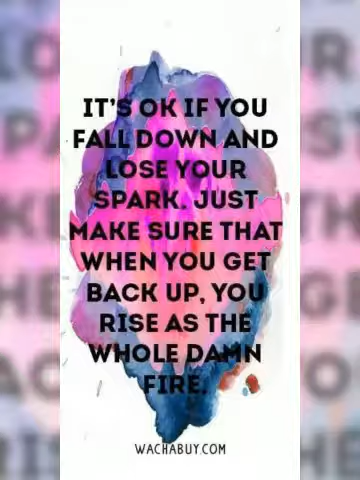 IT'S OK IF YOU
FALL DOWN AND
LOSE YOUR
SPARK. JUST
MAKE SURE THAT
WHEN YOU GET
BACK UP, YOU
RISE AS THE
WHOLE DAMN
FIRE.
WACHABUY.COM